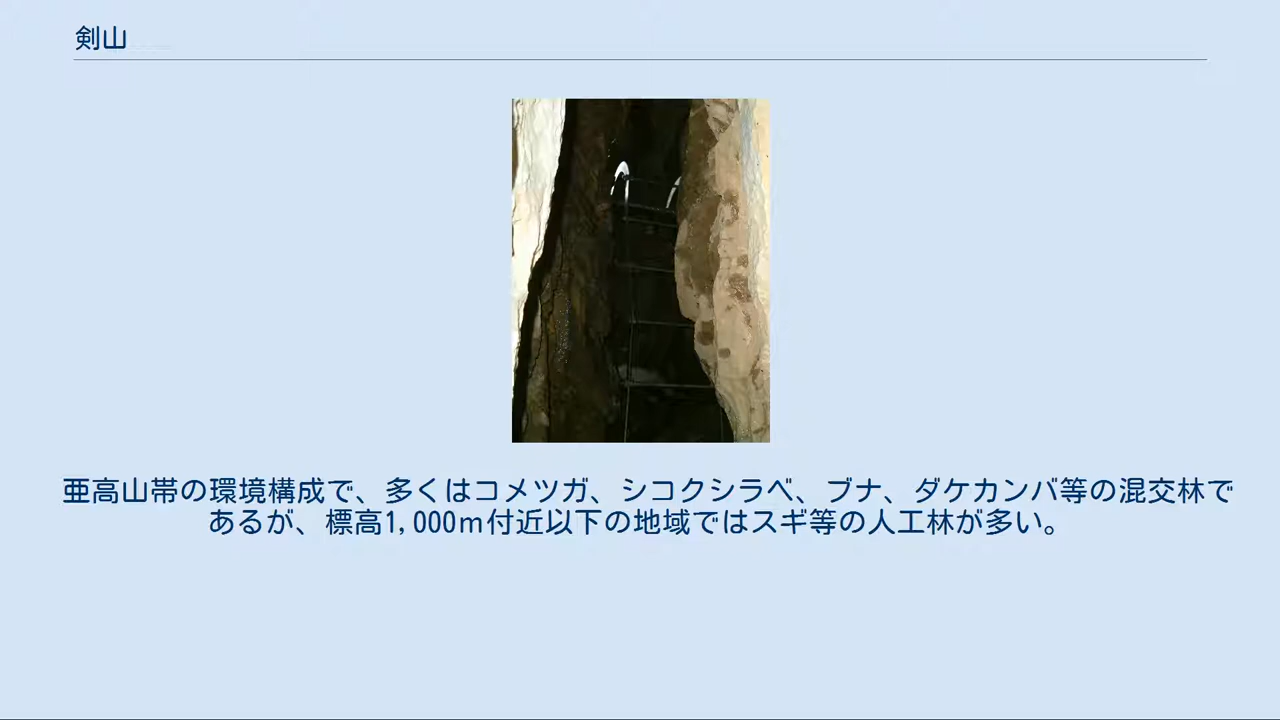 剣山
亜高山帯の環境構成で、多くはコメツガ、シコクシラベ、ブナ、ダケカンバ等の混交林で
あるが、標高1,000m付近以下の地域ではスギ等の人工林が多い。